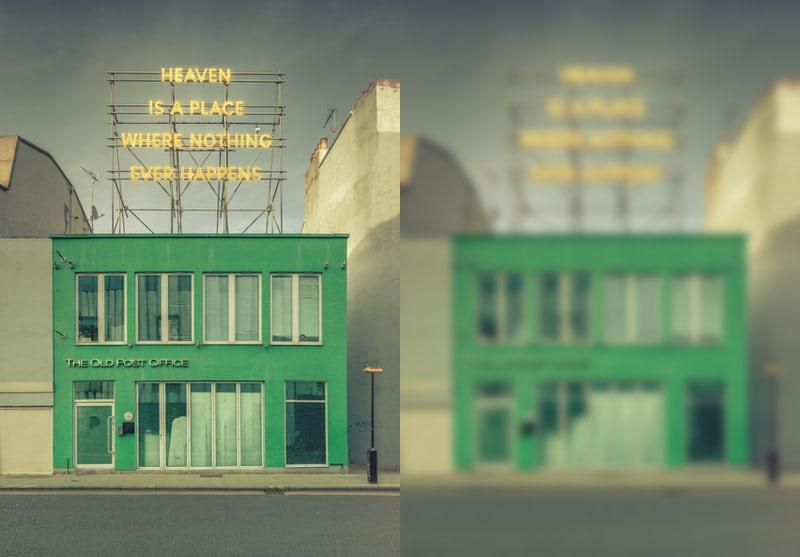 HEAVEN
IS A PLACE
WHERE NOTHING
EVER HAPPENS
THE OLD POST OFFICE